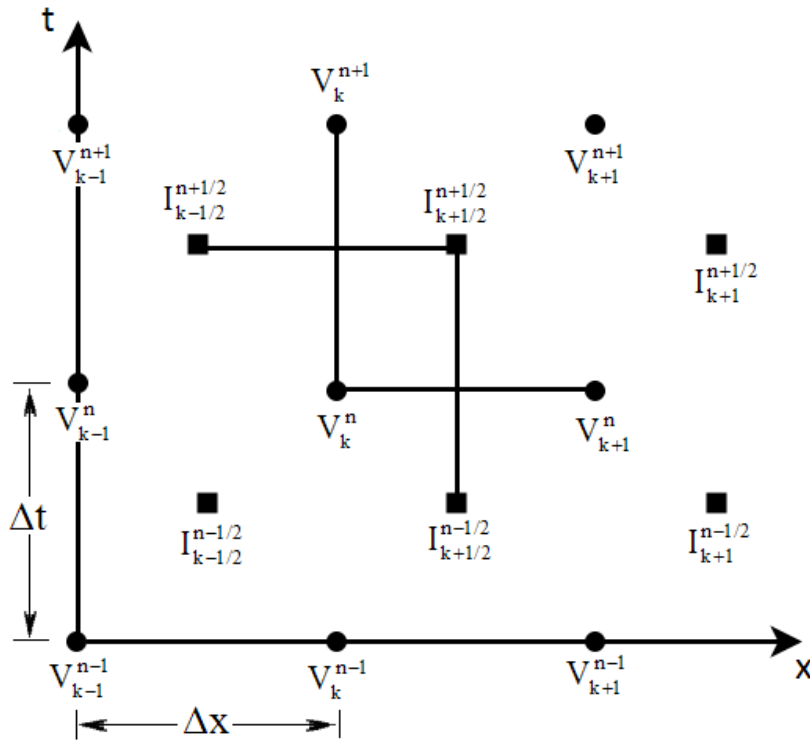 t
V_k^{n+1}
V_{k-1}^{n+1}
V_{k+1}^{n+1}
I_{k-1/2}^{n+1/2}
I_{k+1/2}^{n+1/2}
I_{k+1}^{n+1/2}
V_{k-1}^n
V_k^n
V_{k+1}^n
Δt
I_{k-1/2}^{n-1/2}
I_{k+1/2}^{n-1/2}
I_{k+1}^{n-1/2}
x
V_{k-1}^{n-1}
V_k^{n-1}
V_{k+1}^{n-1}
Δx